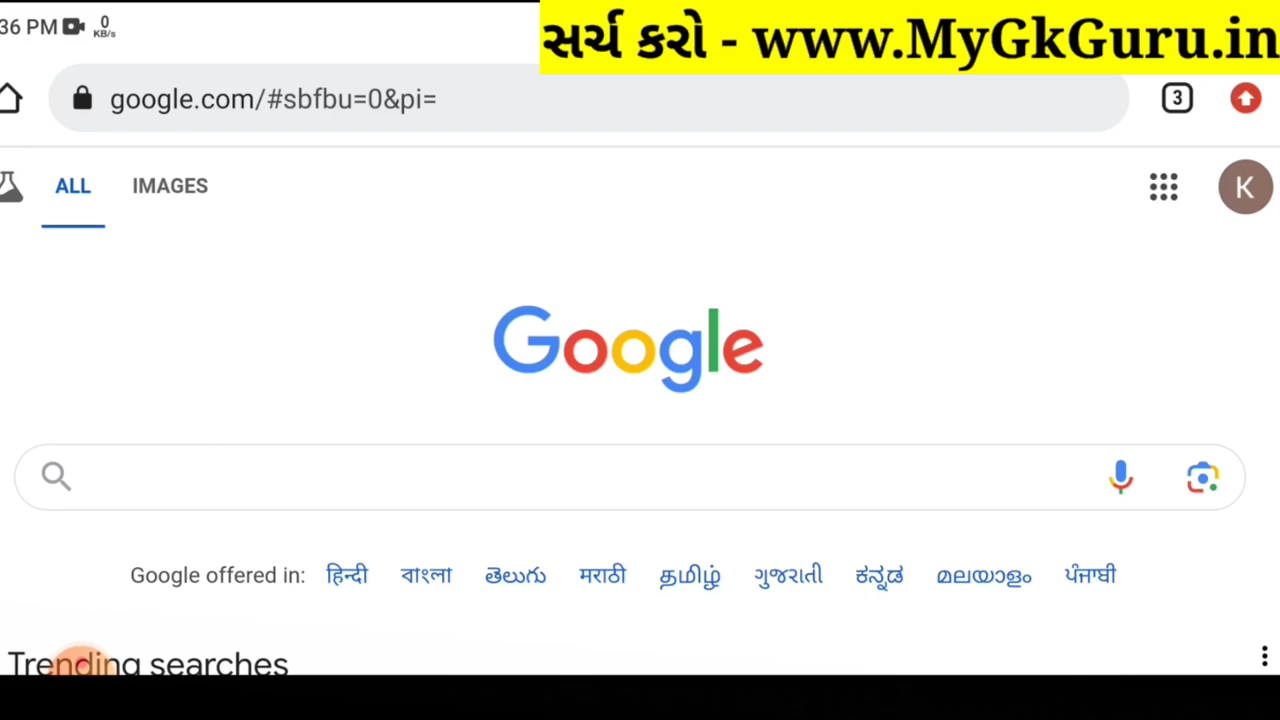 36 PM 0 KB/s
સર્ચ કરો - www.MyGkGuru.in
google.com/#sbfbu=0&pi=
3
ALL IMAGES
K
Google
Google offered in: हिन्दी বাংলা తెలుగు मराठी தமிழ் ગુજરાતી ಕನ್ನಡ മലയാളം ਪੰਜਾਬੀ
Trending searches